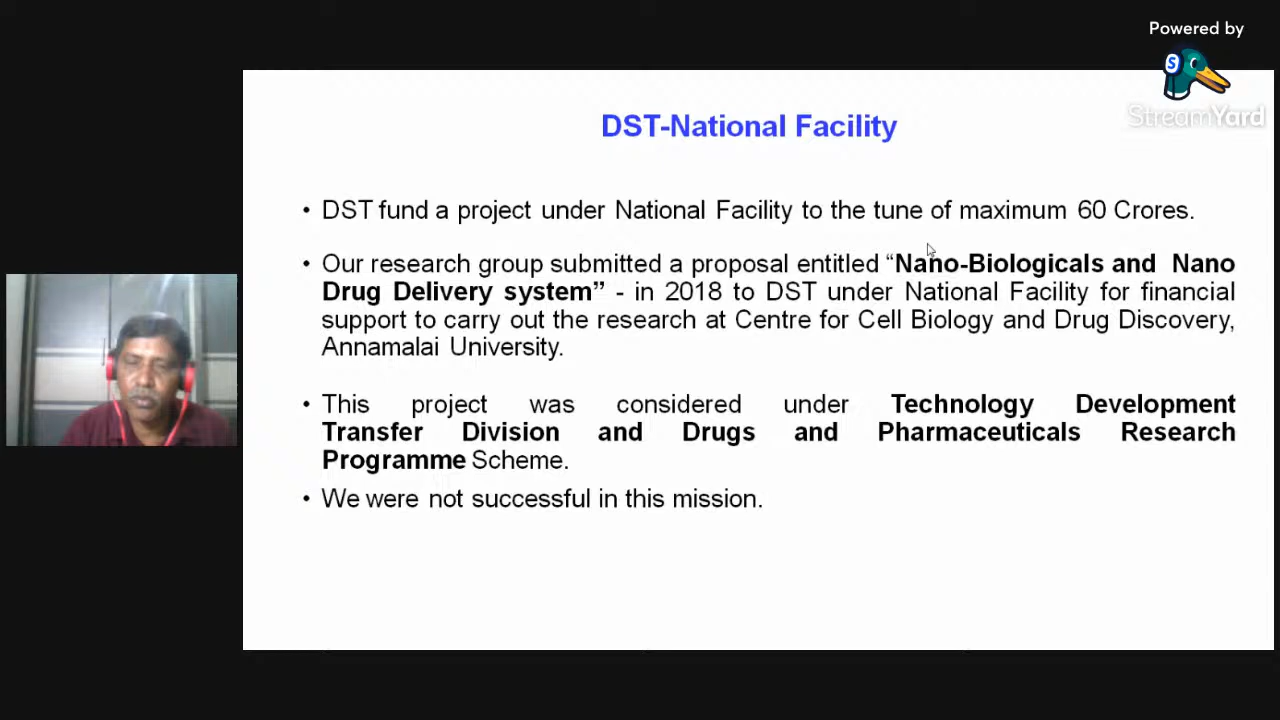 Powered by
StreamYard
DST-National Facility
• DST fund a project under National Facility to the tune of maximum 60 Crores.
• Our research group submitted a proposal entitled “Nano-Biologicals and Nano
Drug Delivery system” - in 2018 to DST under National Facility for financial
support to carry out the research at Centre for Cell Biology and Drug Discovery,
Annamalai University.
• This project was considered under Technology Development
Transfer Division and Drugs and Pharmaceuticals Research
Programme Scheme.
• We were not successful in this mission.